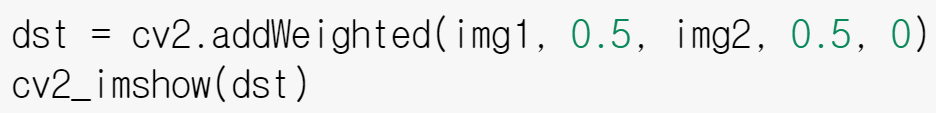 dst = cv2.addWeighted(img1, 0.5, img2, 0.5, 0)
cv2_imshow(dst)